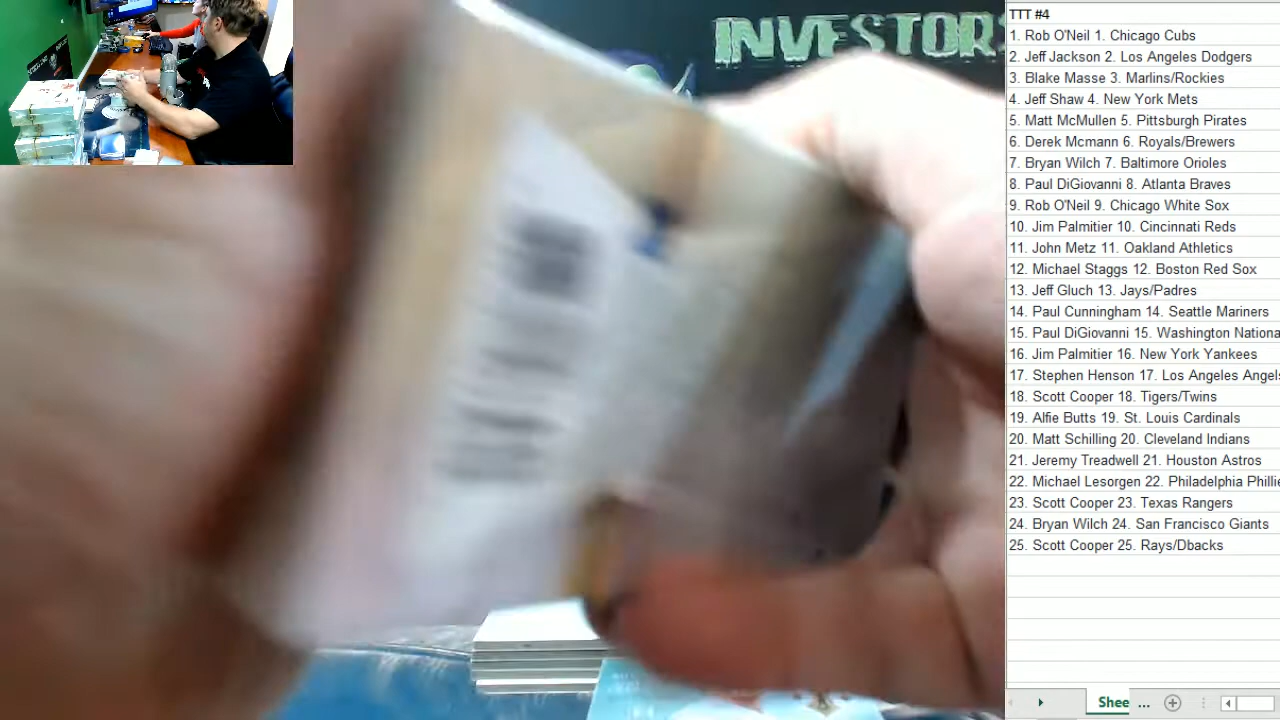 INVESTORS
TTT #4
1. Rob O'Neil 1. Chicago Cubs
2. Jeff Jackson 2. Los Angeles Dodgers
3. Blake Masse 3. Marlins/Rockies
4. Jeff Shaw 4. New York Mets
5. Matt McMullen 5. Pittsburgh Pirates
6. Derek Mcmann 6. Royals/Brewers
7. Bryan Wilch 7. Baltimore Orioles
8. Paul DiGiovanni 8. Atlanta Braves
9. Rob O'Neil 9. Chicago White Sox
10. Jim Palmitier 10. Cincinnati Reds
11. John Metz 11. Oakland Athletics
12. Michael Staggs 12. Boston Red Sox
13. Jeff Gluch 13. Jays/Padres
14. Paul Cunningham 14. Seattle Mariners
15. Paul DiGiovanni 15. Washington Nationa
16. Jim Palmitier 16. New York Yankees
17. Stephen Henson 17. Los Angeles Angels
18. Scott Cooper 18. Tigers/Twins
19. Alfie Butts 19. St. Louis Cardinals
20. Matt Schilling 20. Cleveland Indians
21. Jeremy Treadwell 21. Houston Astros
22. Michael Lesorgen 22. Philadelphia Phillie
23. Scott Cooper 23. Texas Rangers
24. Bryan Wilch 24. San Francisco Giants
25. Scott Cooper 25. Rays/Dbacks
Shee ...